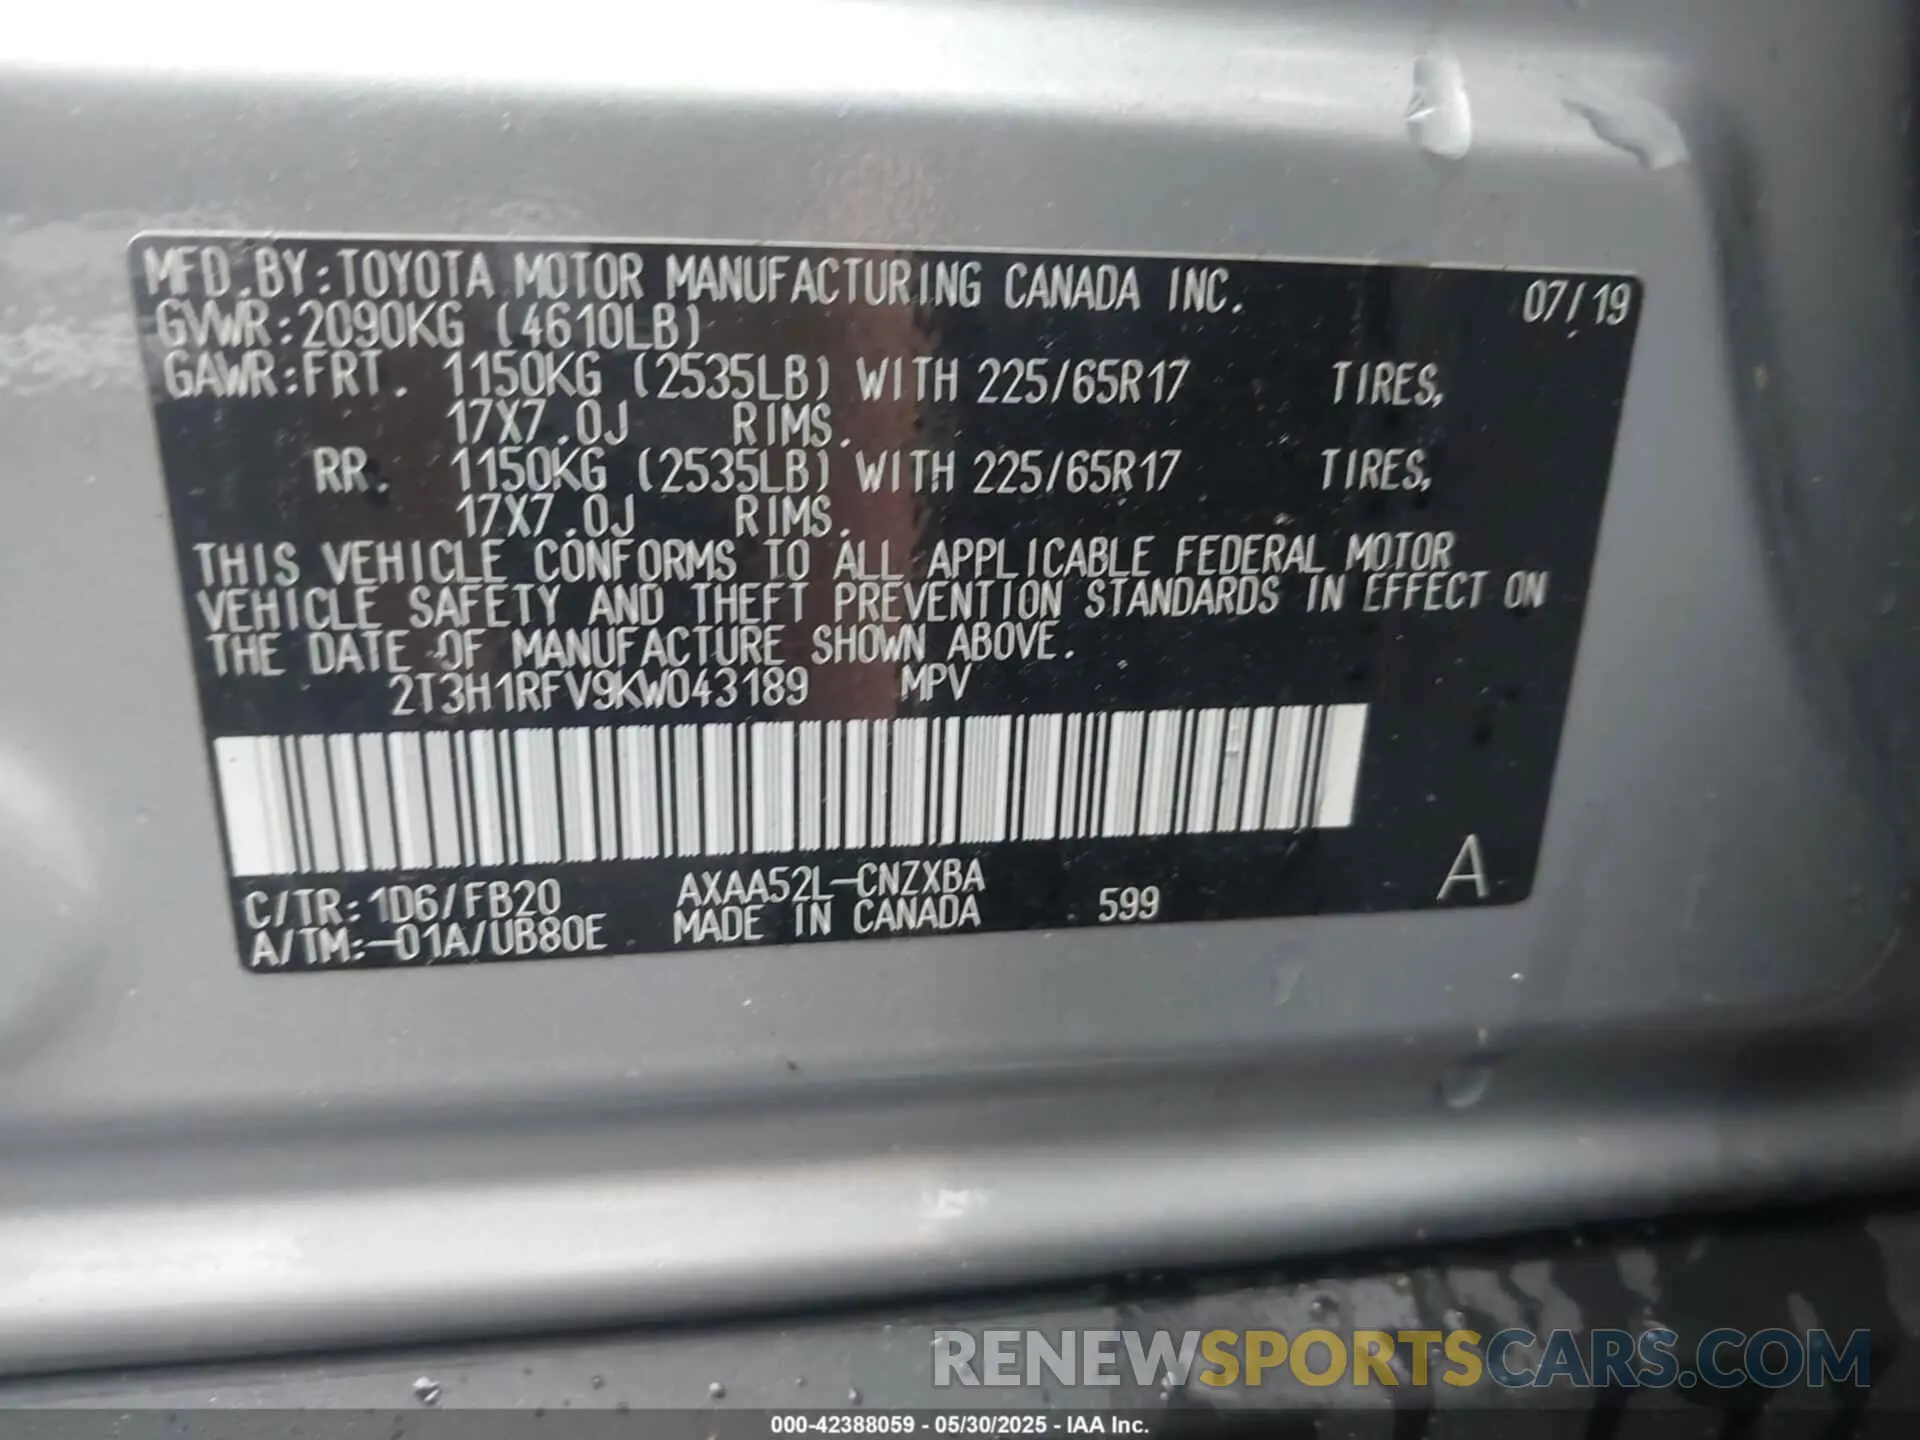 MFD.BY:TOYOTA MOTOR MANUFACTURING CANADA INC. 07/19
GVWR:2090KG (4610LB)
GAWR:FRT. 1150KG (2535LB) WITH 225/65R17 TIRES,
17X7.0J RIMS.
RR. 1150KG (2535LB) WITH 225/65R17 TIRES,
17X7.0J RIMS.
THIS VEHICLE CONFORMS TO ALL APPLICABLE FEDERAL MOTOR
VEHICLE SAFETY AND THEFT PREVENTION STANDARDS IN EFFECT ON
THE DATE OF MANUFACTURE SHOWN ABOVE.
2T3H1RFV9KW043189 MPV
C/TR:1D6/FB20 AXAA52L-CNZXBA 599 A
A/TM:-01A/UB80E MADE IN CANADA
RENEWSPORTSCARS.COM
000-42388059 - 05/30/2025 - IAA Inc.